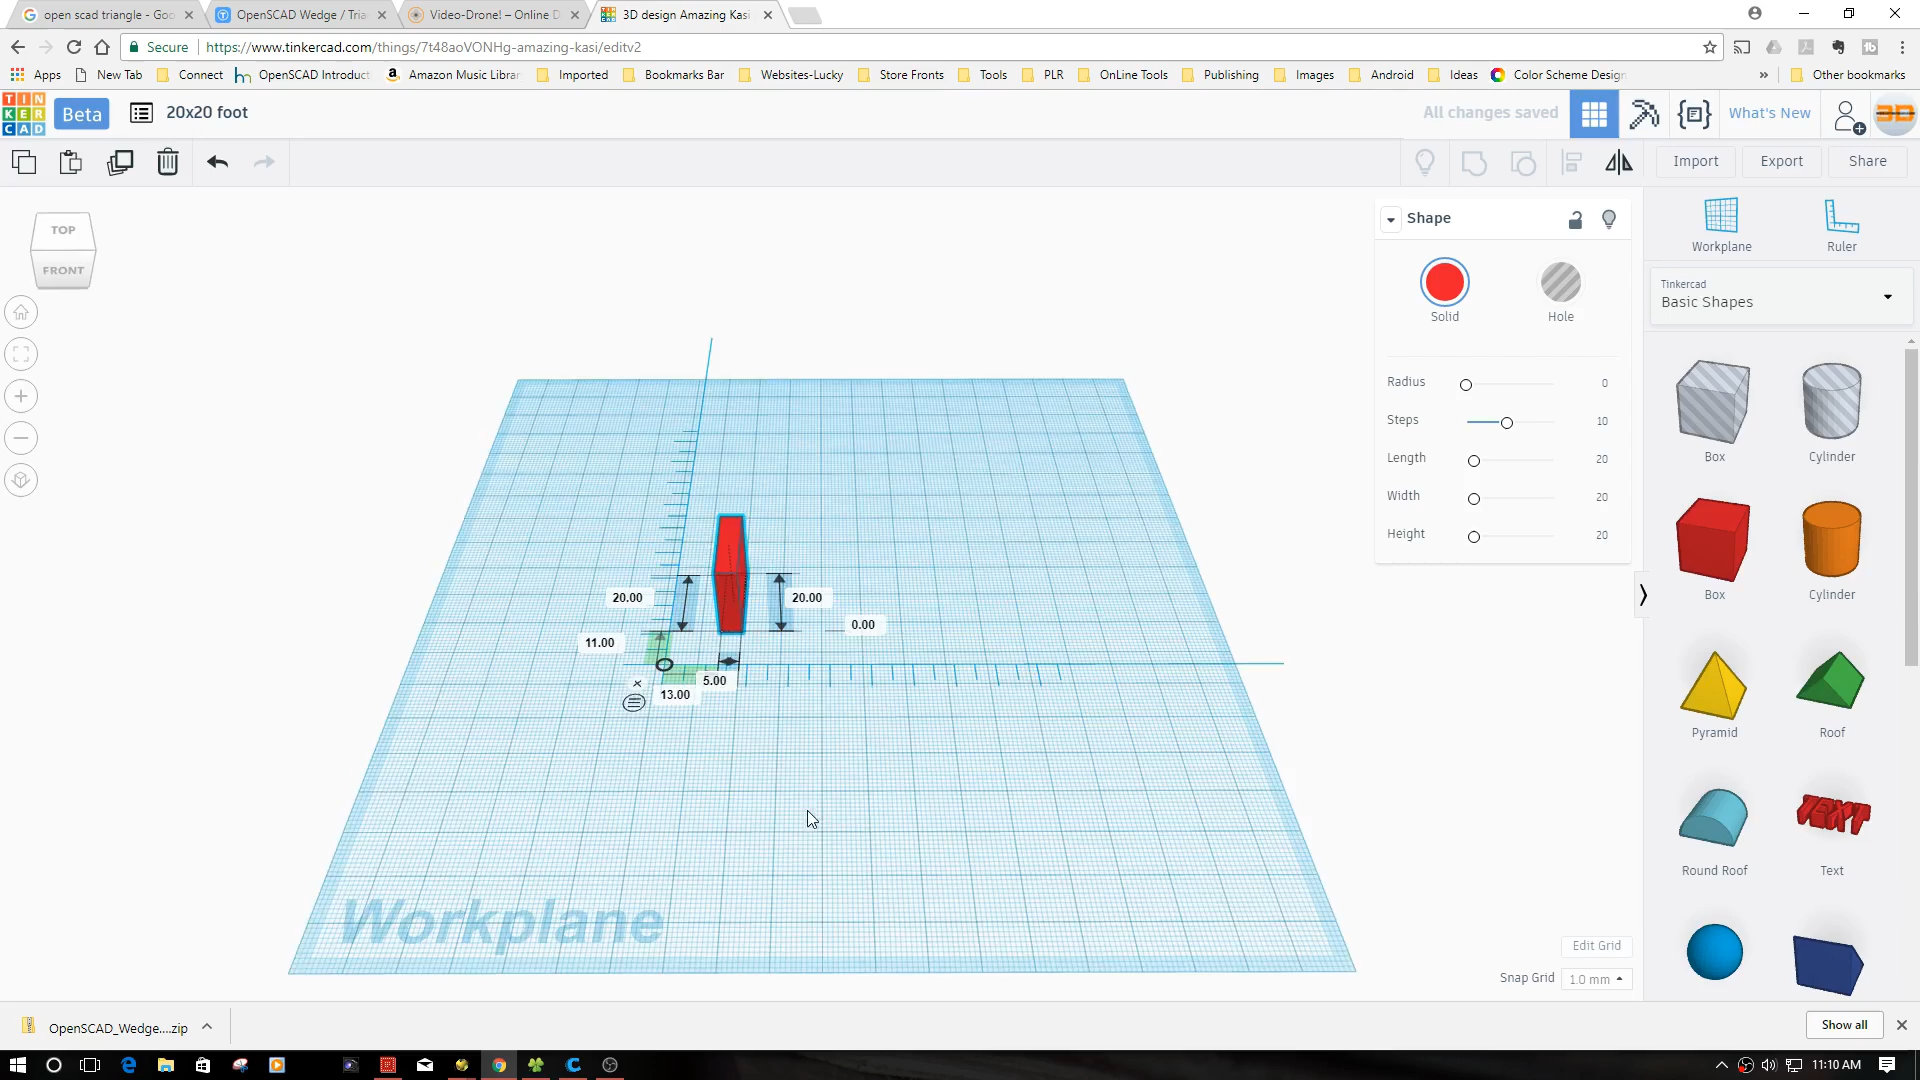 open scad triangle - Goo
OpenSCAD Wedge / Tria
Video-Drone! – Online D
3D design Amazing Kasi
Secure
https://www.tinkercad.com/things/7t48aoVONHg-amazing-kasi/editv2
Apps
New Tab
Connect
OpenSCAD Introduct
Amazon Music Librar
Imported
Bookmarks Bar
Websites-Lucky
Store Fronts
Tools
PLR
OnLine Tools
Publishing
Images
Android
Ideas
Color Scheme Design
Other bookmarks
TIN
KER
CAD
Beta
20x20 foot
All changes saved
What's New
3D
Import
Export
Share
TOP
FRONT
Shape
Solid
Hole
Radius 0
Steps 10
Length 20
Width 20
Height 20
Workplane
Ruler
Tinkercad
Basic Shapes
Box
Cylinder
Box
Cylinder
Pyramid
Roof
TEXT
Round Roof
Text
20.00
20.00
0.00
11.00
5.00
13.00
Workplane
Edit Grid
Snap Grid 1.0 mm
OpenSCAD_Wedge....zip
Show all
11:10 AM